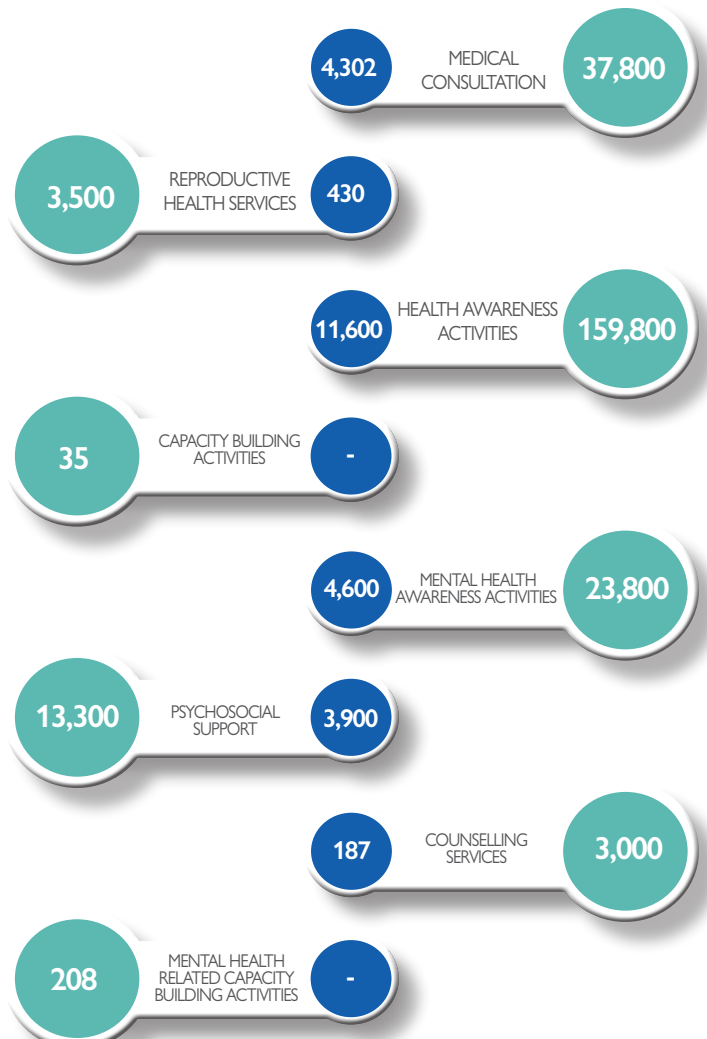 4,302
MEDICAL
CONSULTATION
37,800
3,500
REPRODUCTIVE
HEALTH SERVICES
430
11,600
HEALTH AWARENESS
ACTIVITIES
159,800
35
CAPACITY BUILDING
ACTIVITIES
-
4,600
MENTAL HEALTH
AWARENESS ACTIVITIES
23,800
13,300
PSYCHOSOCIAL
SUPPORT
3,900
187
COUNSELLING
SERVICES
3,000
208
MENTAL HEALTH
RELATED CAPACITY
BUILDING ACTIVITIES
-